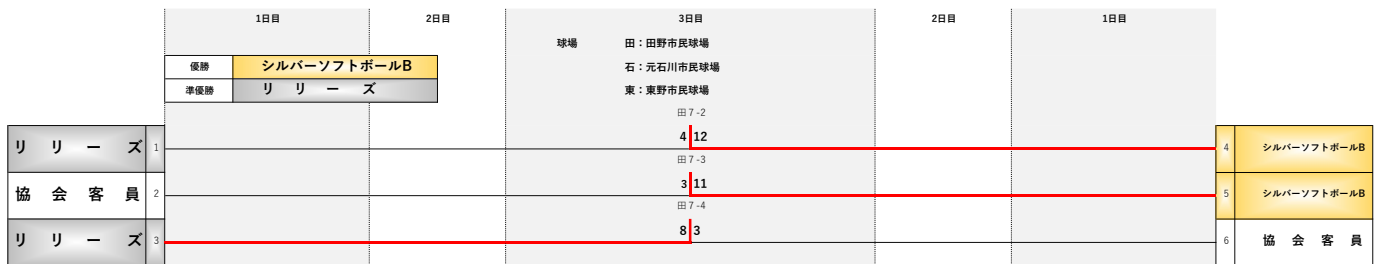 1日目 2日目 3日目 2日目 1日目
球場 田：田野市民球場
優勝 シルバーソフトボールB
石：元石川市民球場
準優勝 リリーズ
東：東野市民球場
田7-2
リリーズ 1 4 12 4 シルバーソフトボールB
田7-3
協会客員 2 3 11 5 シルバーソフトボールB
田7-4
リリーズ 3 8 3 6 協会客員